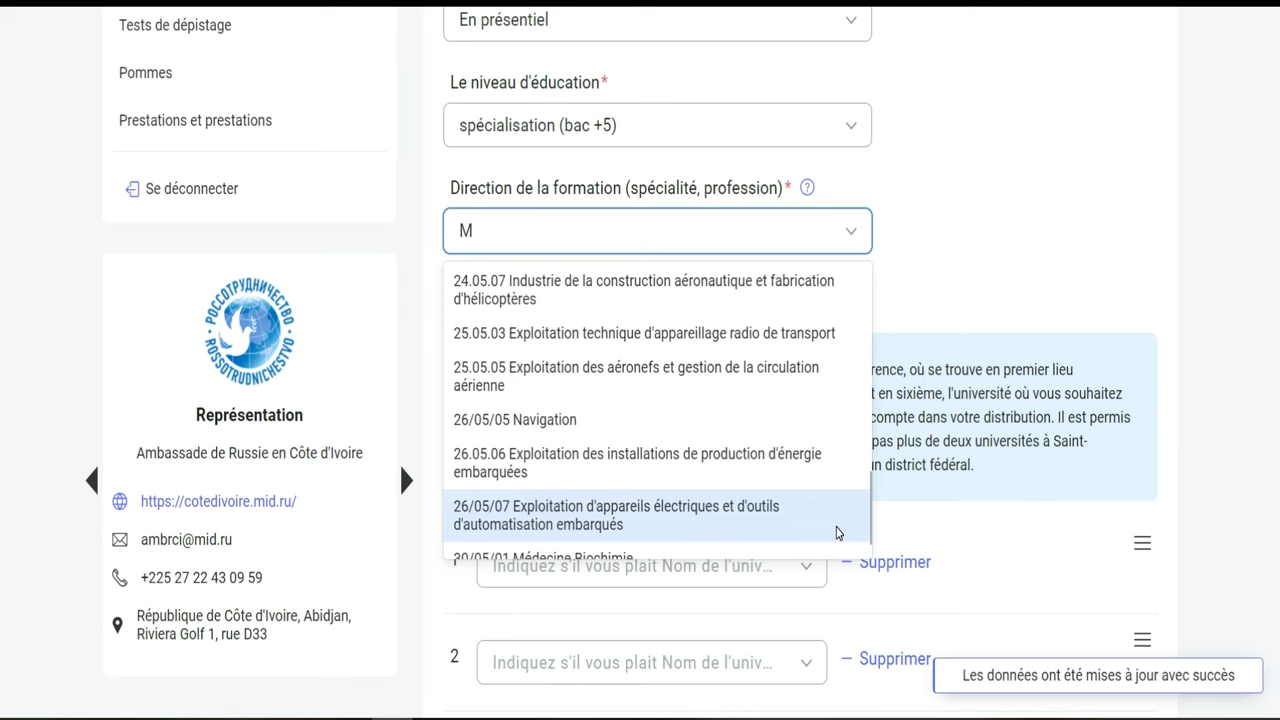 Tests de dépistage
Pommes
Prestations et prestations
Se déconnecter
РОССОТРУДНИЧЕСТВО
ROSSOTRUDNICHESTVO
Représentation
Ambassade de Russie en Côte d'Ivoire
https://cotedivoire.mid.ru/
ambrci@mid.ru
+225 27 22 43 09 59
République de Côte d'Ivoire, Abidjan,
Riviera Golf 1, rue D33
En présentiel
Le niveau d'éducation*
spécialisation (bac +5)
Direction de la formation (spécialité, profession)* ?
M
24.05.07 Industrie de la construction aéronautique et fabrication
d'hélicoptères
25.05.03 Exploitation technique d'appareillage radio de transport
25.05.05 Exploitation des aéronefs et gestion de la circulation
aérienne
26/05/05 Navigation
26.05.06 Exploitation des installations de production d'énergie
embarquées
26/05/07 Exploitation d'appareils électriques et d'outils
d'automatisation embarqués
30/05/01 Médecine Biochimie
rence, où se trouve en premier lieu
t en sixième, l'université où vous souhaitez
compte dans votre distribution. Il est permis
pas plus de deux universités à Saint-
n district fédéral.
1 Indiquez s'il vous plait Nom de l'univ... — Supprimer
2 Indiquez s'il vous plait Nom de l'univ... — Supprimer
Les données ont été mises à jour avec succès